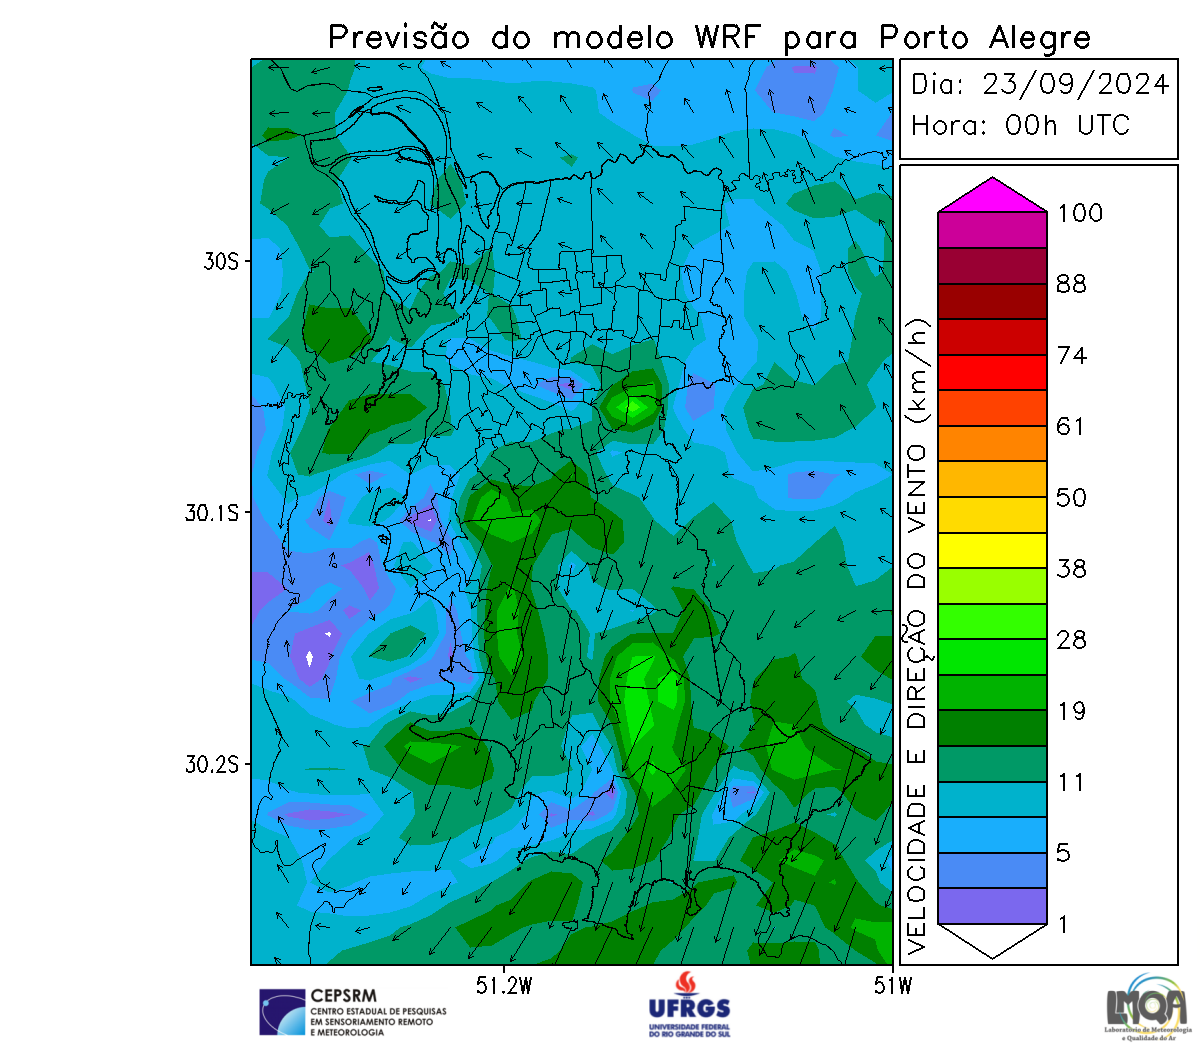 Previsão do modelo WRF para Porto Alegre
Dia: 23/09/2024
Hora: 00h UTC
30S
30.1S
30.2S
51.2W
51W
VELOCIDADE E DIREÇÃO DO VENTO (km/h)
100
88
74
61
50
38
28
19
11
5
1
CEPSRM
CENTRO ESTADUAL DE PESQUISAS
EM SENSORIAMENTO REMOTO
E METEOROLOGIA
UFRGS
UNIVERSIDADE FEDERAL
DO RIO GRANDE DO SUL
LMQA
Laboratório de Meteorologia
e Qualidade do Ar